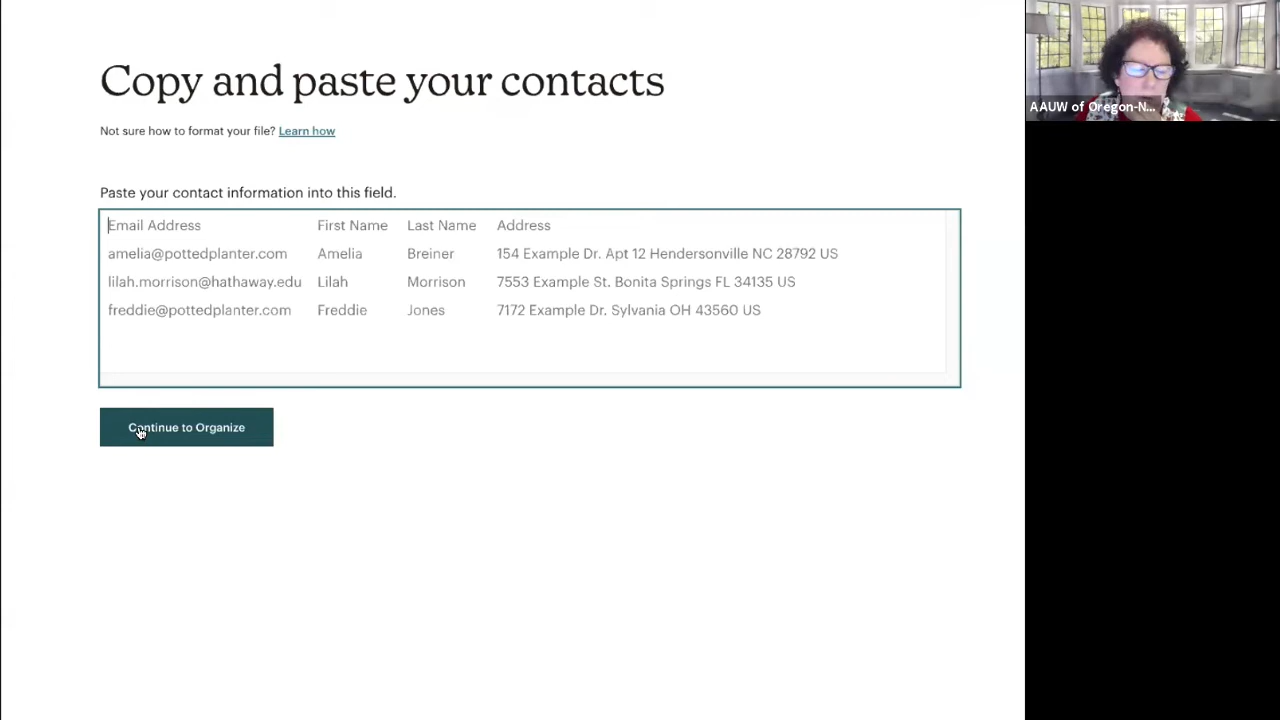 Copy and paste your contacts
Not sure how to format your file? Learn how
Paste your contact information into this field.
Email Address First Name Last Name Address
amelia@pottedplanter.com Amelia Breiner 154 Example Dr. Apt 12 Hendersonville NC 28792 US
lilah.morrison@hathaway.edu Lilah Morrison 7553 Example St. Bonita Springs FL 34135 US
freddie@pottedplanter.com Freddie Jones 7172 Example Dr. Sylvania OH 43560 US
Continue to Organize
AAUW of Oregon-N...